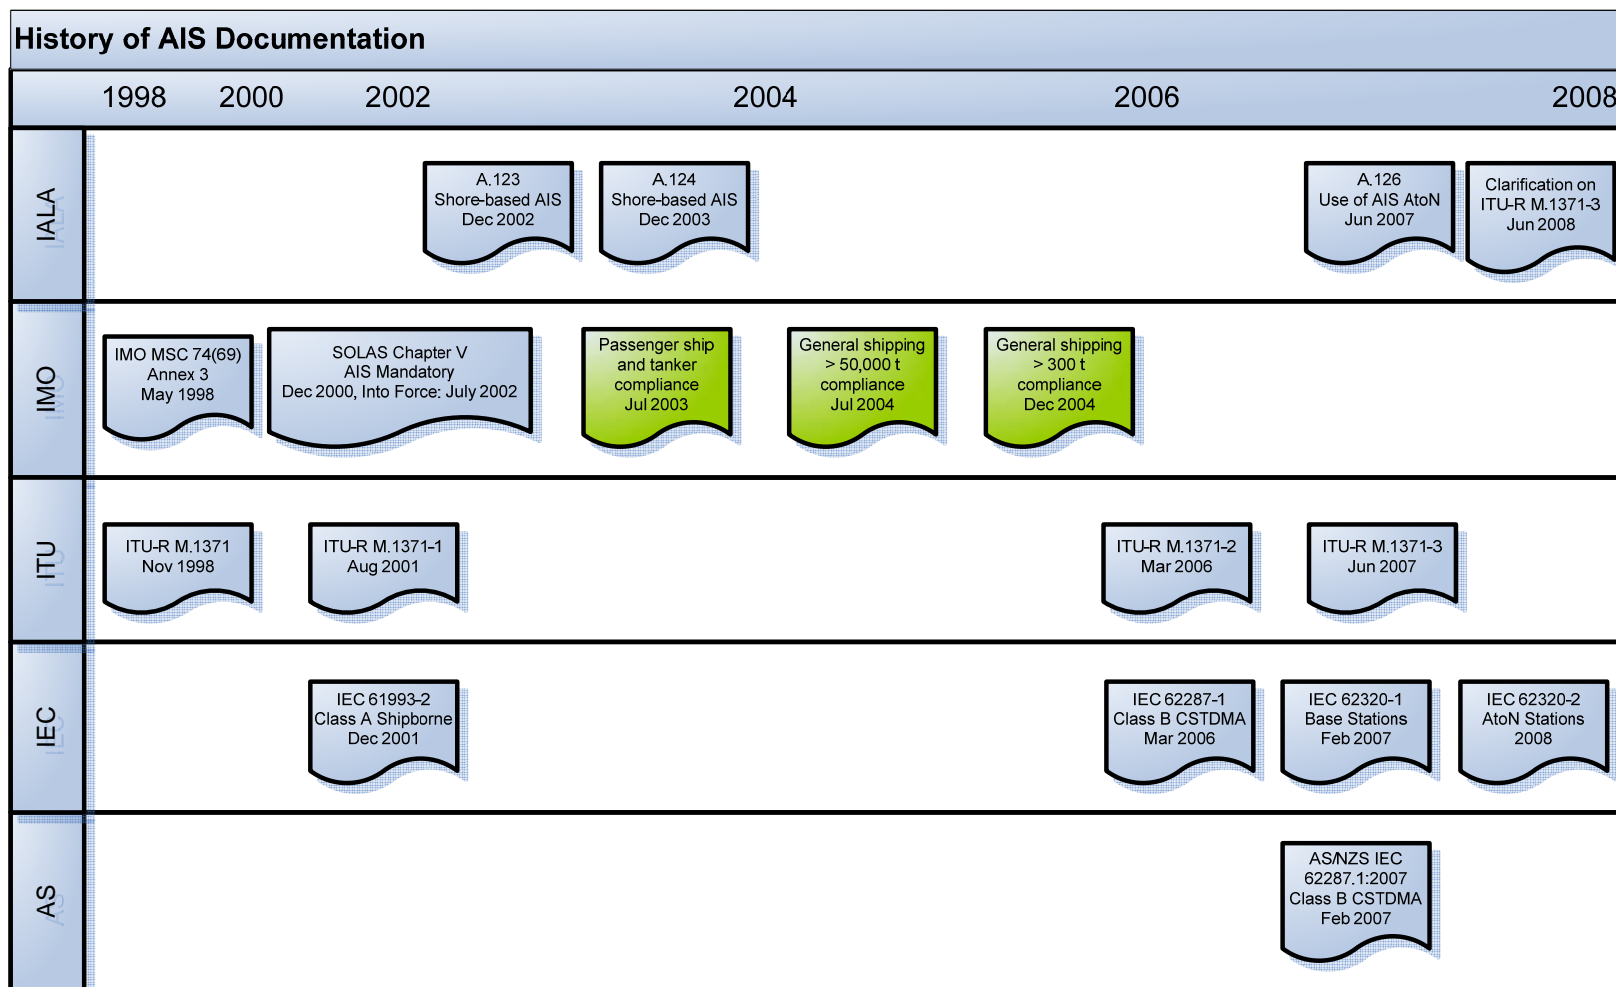 History of AIS Documentation
1998 2000 2002 2004 2006 2008
IALA
A.123
Shore-based AIS
Dec 2002
A.124
Shore-based AIS
Dec 2003
A.126
Use of AIS AtoN
Jun 2007
Clarification on
ITU-R M.1371-3
Jun 2008
IMO
IMO MSC 74(69)
Annex 3
May 1998
SOLAS Chapter V
AIS Mandatory
Dec 2000, Into Force: July 2002
Passenger ship
and tanker
compliance
Jul 2003
General shipping
> 50,000 t
compliance
Jul 2004
General shipping
> 300 t
compliance
Dec 2004
ITU
ITU-R M.1371
Nov 1998
ITU-R M.1371-1
Aug 2001
ITU-R M.1371-2
Mar 2006
ITU-R M.1371-3
Jun 2007
IEC
IEC 61993-2
Class A Shipborne
Dec 2001
IEC 62287-1
Class B CSTDMA
Mar 2006
IEC 62320-1
Base Stations
Feb 2007
IEC 62320-2
AtoN Stations
2008
AS
AS/NZS IEC
62287.1:2007
Class B CSTDMA
Feb 2007